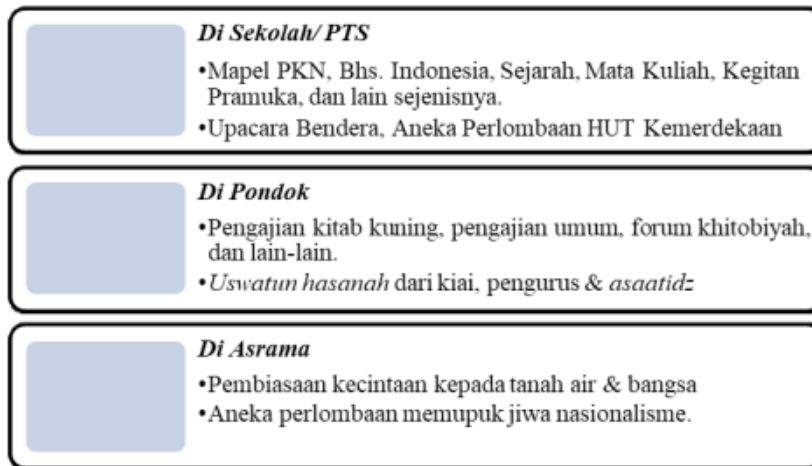 Di Sekolah/ PTS
•Mapel PKN, Bhs. Indonesia, Sejarah, Mata Kuliah, Kegitan
Pramuka, dan lain sejenisnya.
•Upacara Bendera, Aneka Perlombaan HUT Kemerdekaan
Di Pondok
•Pengajian kitab kuning, pengajian umum, forum khitobiyah,
dan lain-lain.
•Uswatun hasanah dari kiai, pengurus & asaatidz
Di Asrama
•Pembiasaan kecintaan kepada tanah air & bangsa
•Aneka perlombaan memupuk jiwa nasionalisme.